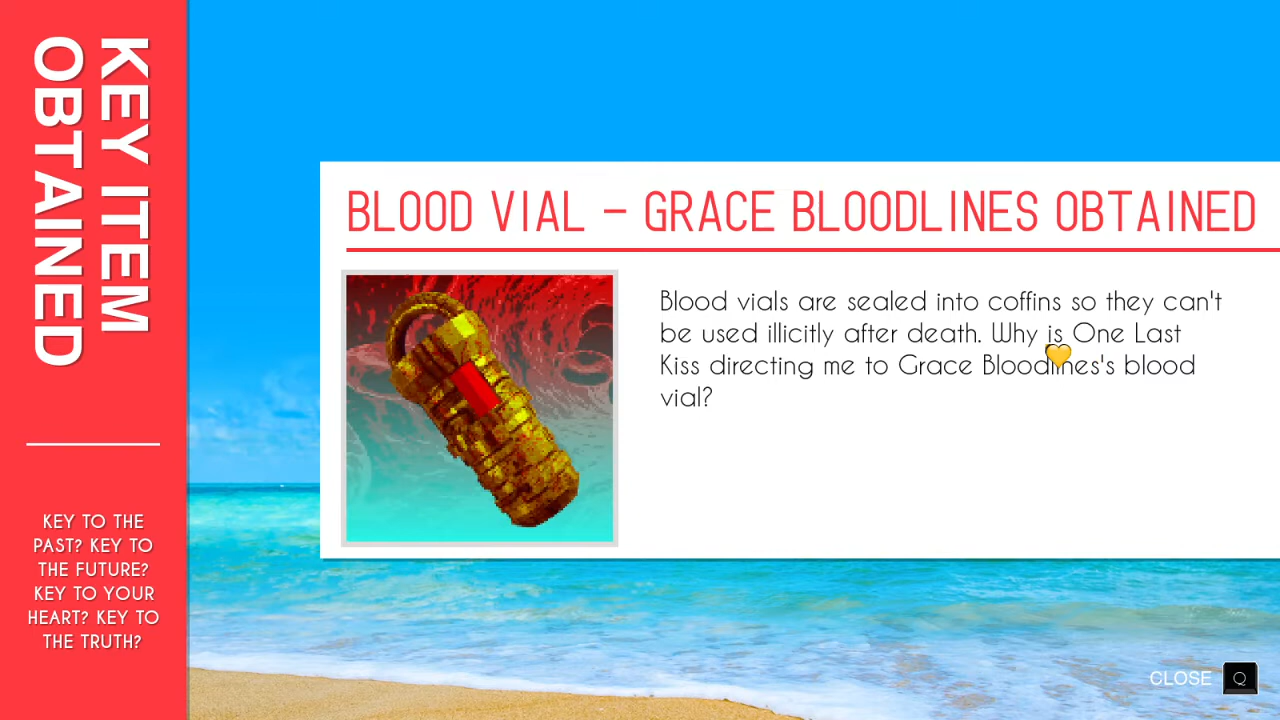 KEY ITEM
OBTAINED
KEY TO THE
PAST? KEY TO
THE FUTURE?
KEY TO YOUR
HEART? KEY TO
THE TRUTH?
BLOOD VIAL - GRACE BLOODLINES OBTAINED
Blood vials are sealed into coffins so they can't
be used illicitly after death. Why is One Last
Kiss directing me to Grace Bloodlines's blood
vial?
CLOSE Q